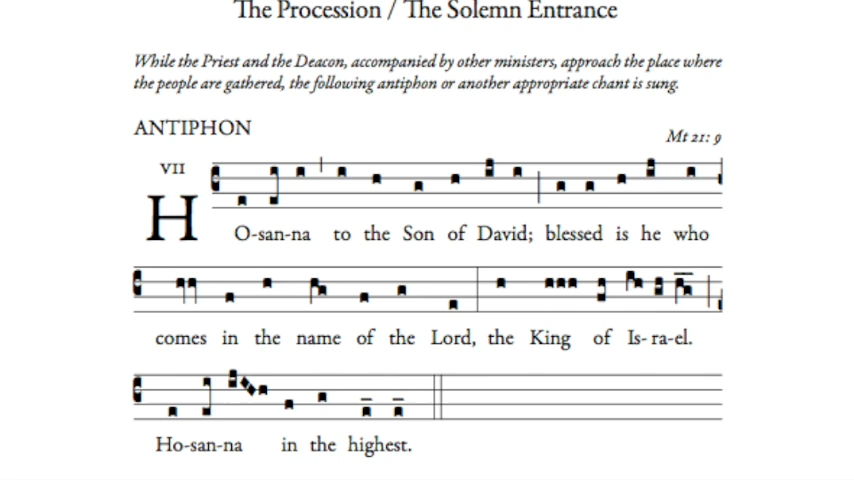 The Procession / The Solemn Entrance
While the Priest and the Deacon, accompanied by other ministers, approach the place where
the people are gathered, the following antiphon or another appropriate chant is sung.
ANTIPHON
Mt 21: 9
VII
HO-san-na to the Son of David; blessed is he who
comes in the name of the Lord, the King of Is-ra-el.
Ho-san-na in the highest.